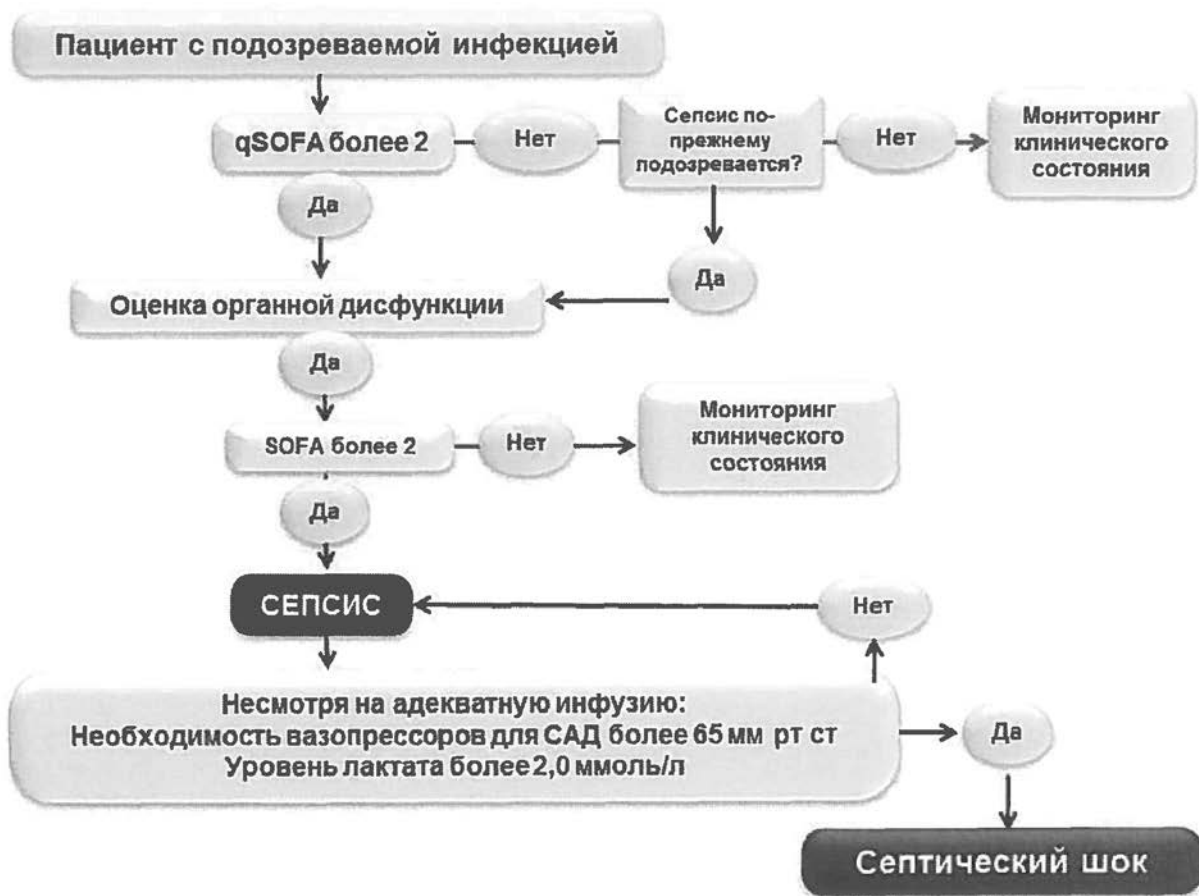 Пациент с подозреваемой инфекцией
qSOFA более 2
Нет
Сепсис по-
прежнему
подозревается?
Нет
Мониторинг
клинического
состояния
Да
Да
Оценка органной дисфункции
Да
SOFA более 2
Нет
Мониторинг
клинического
состояния
Да
СЕПСИС
Нет
Несмотря на адекватную инфузию:
Необходимость вазопрессоров для САД более 65 мм рт ст
Уровень лактата более 2,0 ммоль/л
Да
Септический шок